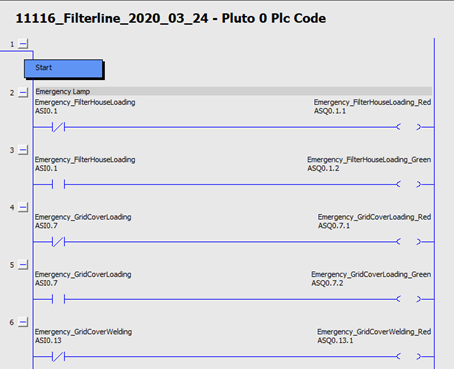 11116_Filterline_2020_03_24 - Pluto 0 Plc Code
1
Start
2
Emergency Lamp
Emergency_FilterHouseLoading
Emergency_FilterHouseLoading_Red
ASI0.1
ASQ0.1.1
3
Emergency_FilterHouseLoading
Emergency_FilterHouseLoading_Green
ASI0.1
ASQ0.1.2
4
Emergency_GridCoverLoading
Emergency_GridCoverLoading_Red
ASI0.7
ASQ0.7.1
5
Emergency_GridCoverLoading
Emergency_GridCoverLoading_Green
ASI0.7
ASQ0.7.2
6
Emergency_GridCoverWelding
Emergency_GridCoverWelding_Red
ASI0.13
ASQ0.13.1